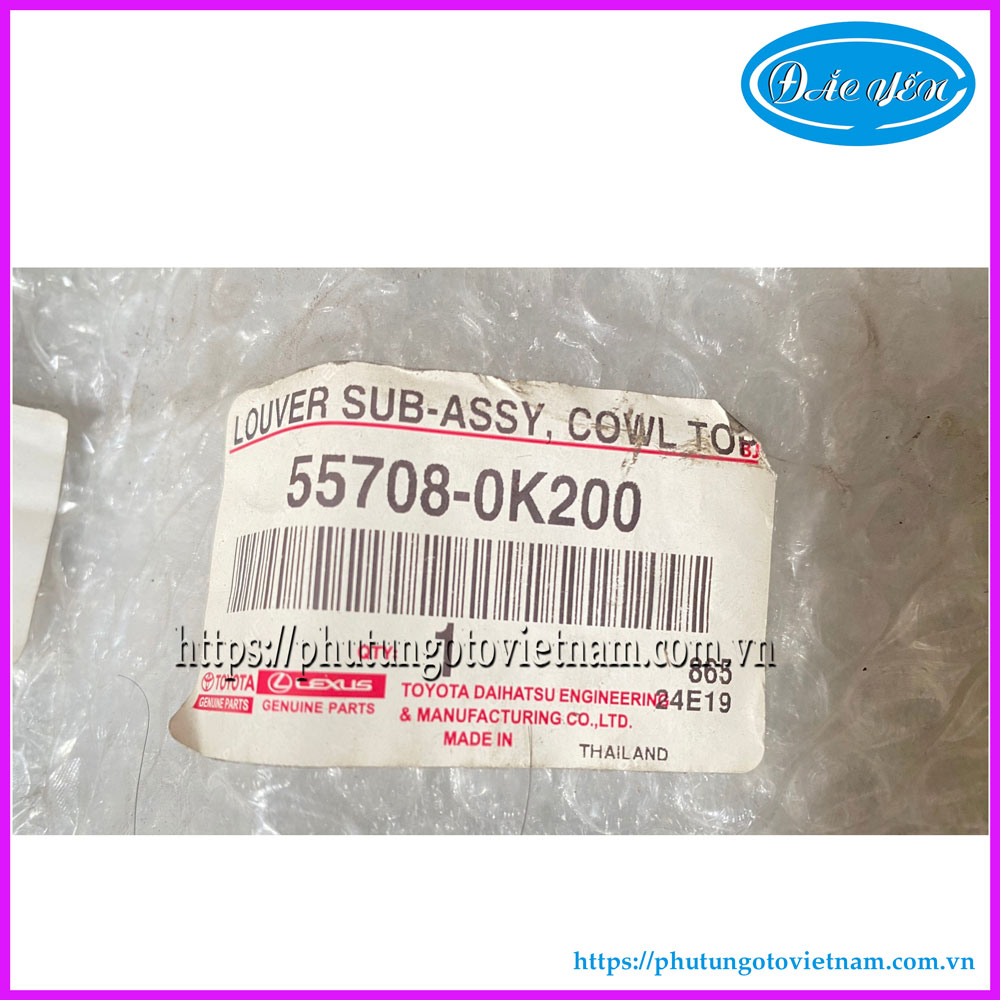 ĐẮC YẾN
LOUVER SUB-ASSY, COWL TOP
BJ
55708-0K200
https://phutungotovietnam.com.vn
QTY. 1
865
TOYOTA LEXUS
GENUINE PARTS GENUINE PARTS
TOYOTA DAIHATSU ENGINEERING
24E19
& MANUFACTURING CO.,LTD.
MADE IN
THAILAND
https://phutungotovietnam.com.vn